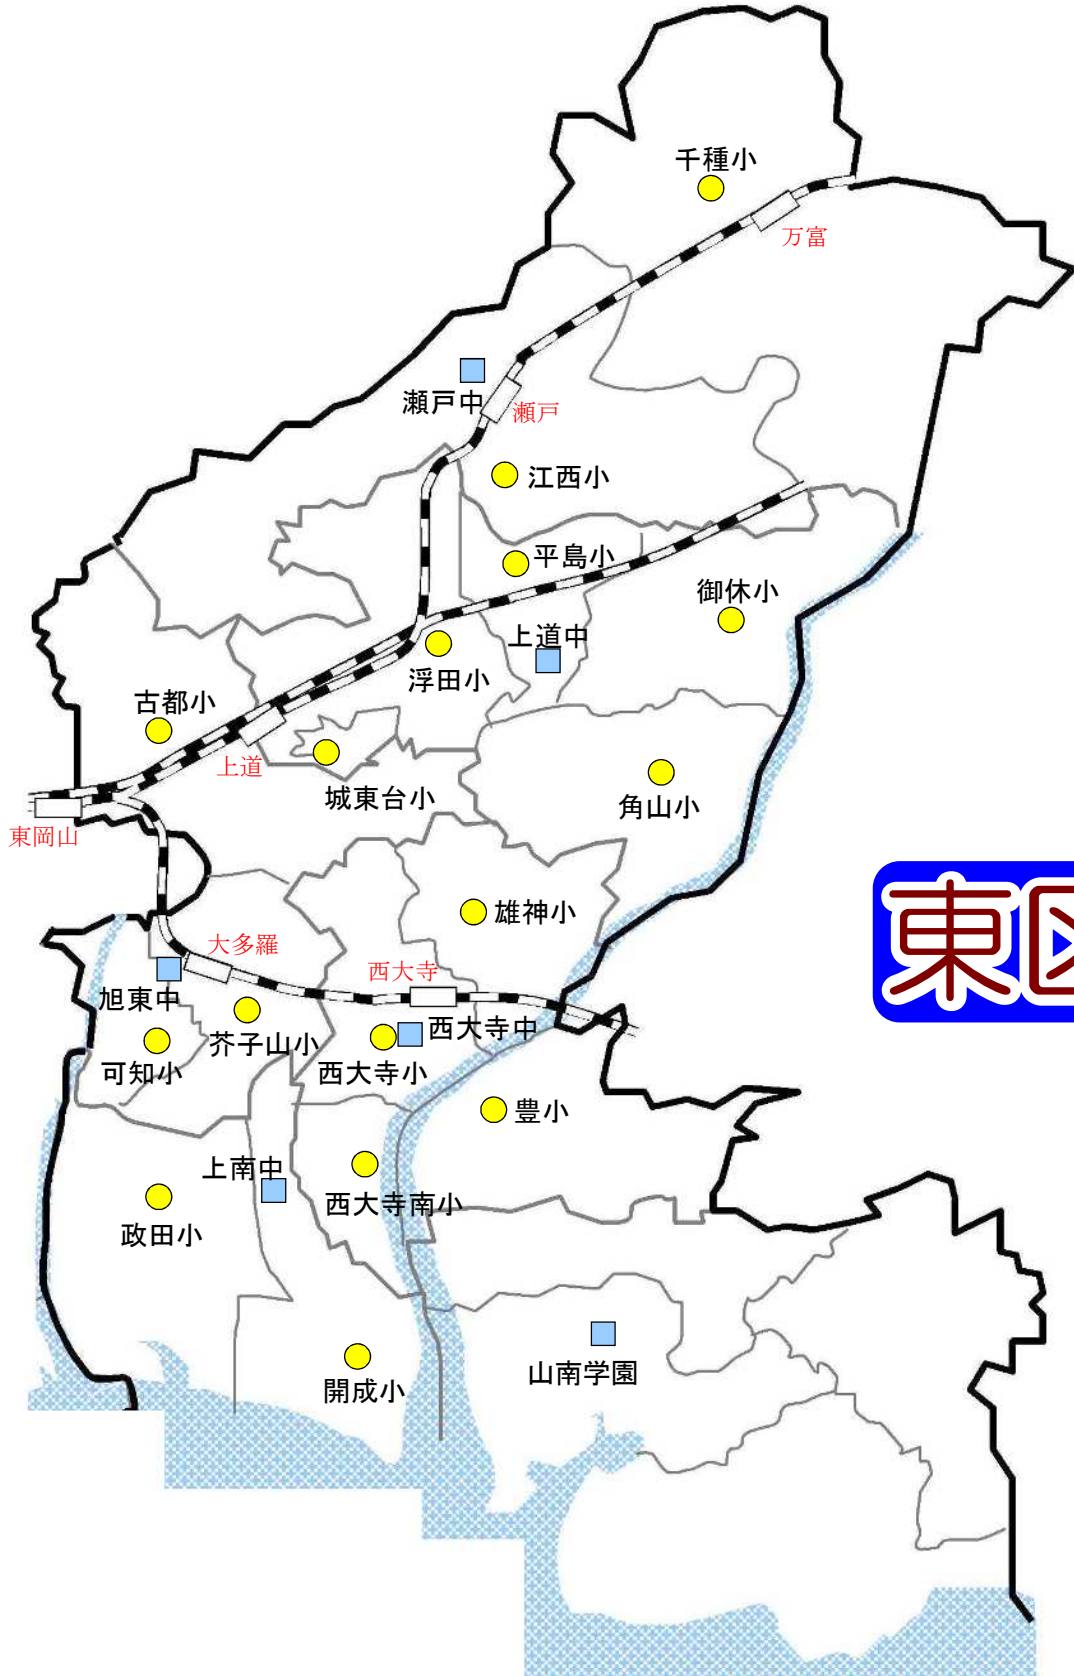 千種小
万富
瀬戸中
瀬戸
江西小
平島小
御休小
上道中
浮田小
古都小
上道
城東台小
角山小
東岡山
雄神小
大多羅
西大寺
旭東中
芥子山小
西大寺中
可知小
西大寺小
豊小
上南中
西大寺南小
政田小
山南学園
開成小
東区